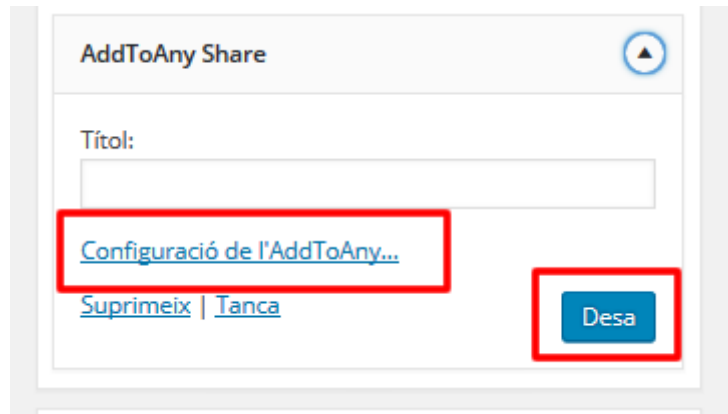 AddToAny Share
Títol:
Configuració de l'AddToAny...
Suprimeix | Tanca
Desa